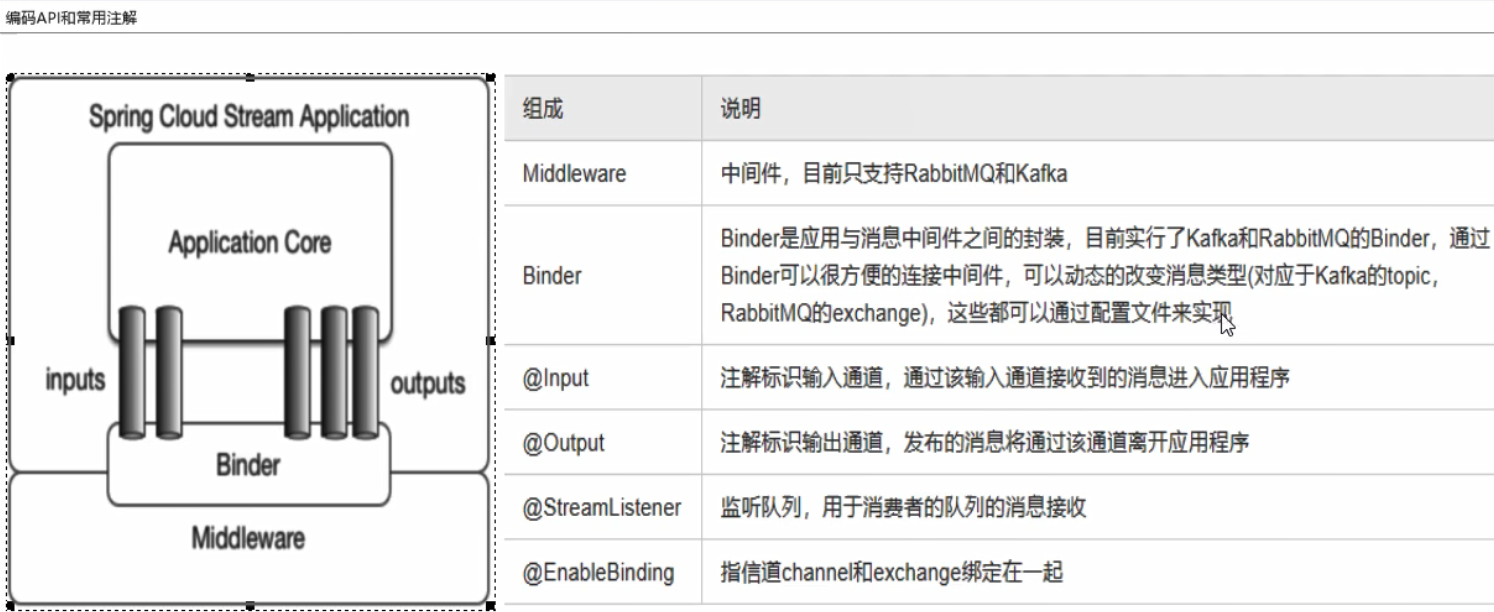 编码API和常用注解
Spring Cloud Stream Application
Application Core
inputs
outputs
Binder
Middleware
组成 说明
Middleware 中间件，目前只支持RabbitMQ和Kafka
Binder Binder是应用与消息中间件之间的封装，目前实行了Kafka和RabbitMQ的Binder，通过
Binder可以很方便的连接中间件，可以动态的改变消息类型(对应于Kafka的topic，
RabbitMQ的exchange)，这些都可以通过配置文件来实现
@Input 注解标识输入通道，通过该输入通道接收到的消息进入应用程序
@Output 注解标识输出通道，发布的消息将通过该通道离开应用程序
@StreamListener 监听队列，用于消费者的队列的消息接收
@EnableBinding 指信道channel和exchange绑定在一起